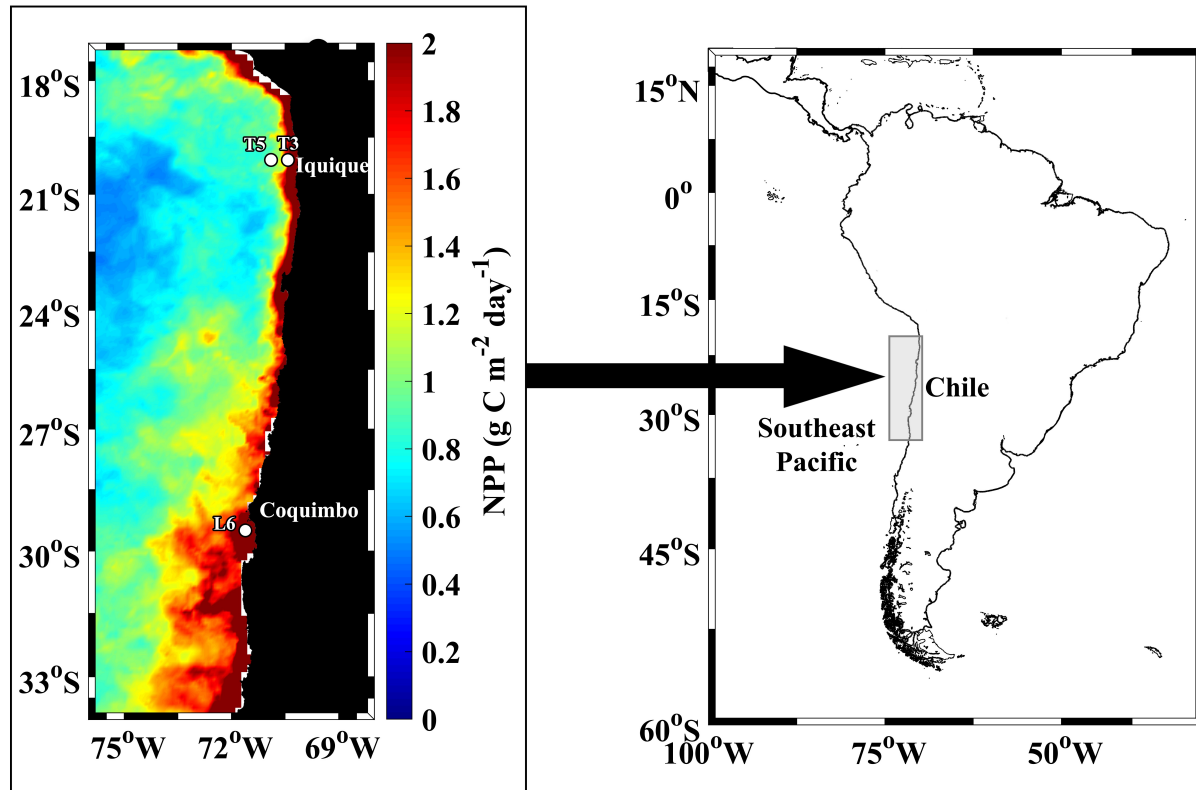 18°S
21°S
24°S
27°S
30°S
33°S
75°W
72°W
69°W
T5
T3
Iquique
Coquimbo
L6
2
1.8
1.6
1.4
1.2
1
0.8
0.6
0.4
0.2
0
NPP (g C m⁻² day⁻¹)
15°N
0°
15°S
30°S
45°S
60°S
100°W
75°W
50°W
Chile
Southeast
Pacific